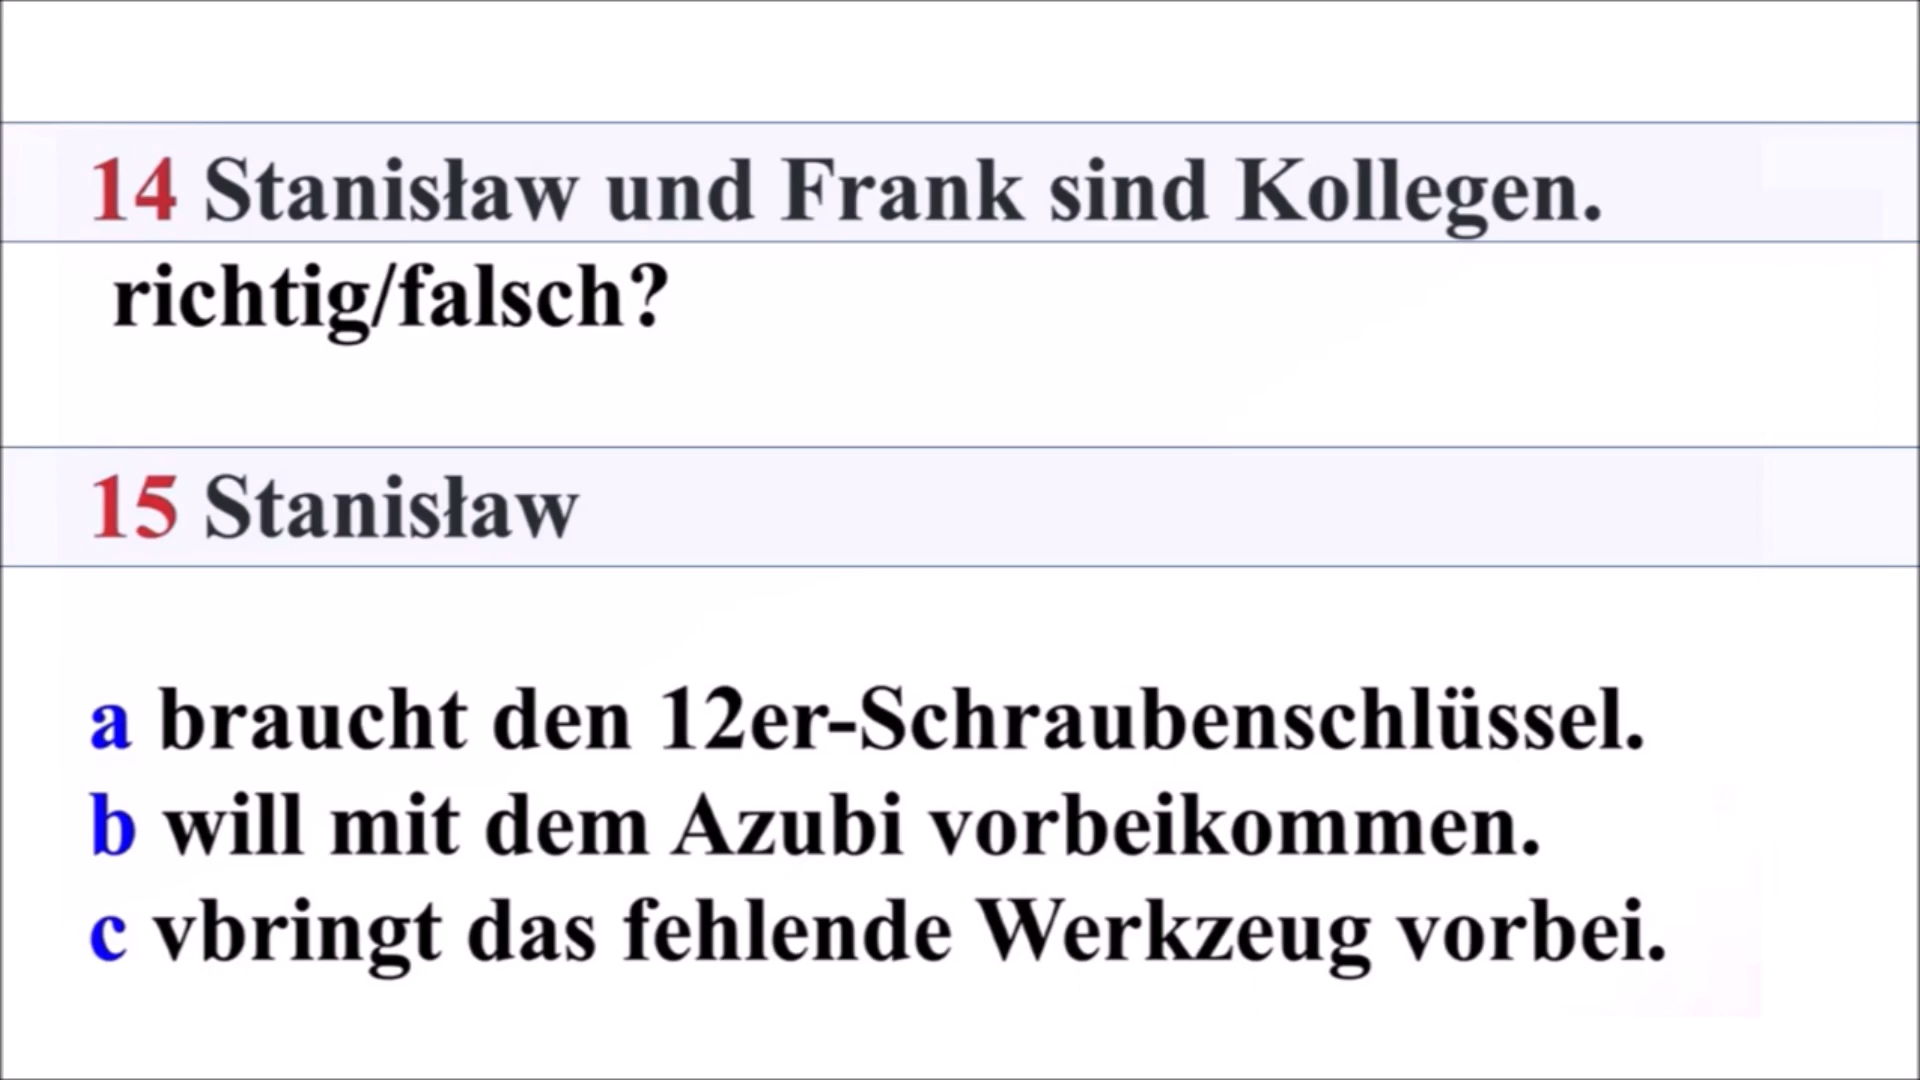 14 Stanisław und Frank sind Kollegen.
richtig/falsch?
15 Stanisław
a braucht den 12er-Schraubenschlüssel.
b will mit dem Azubi vorbeikommen.
c vbringt das fehlende Werkzeug vorbei.